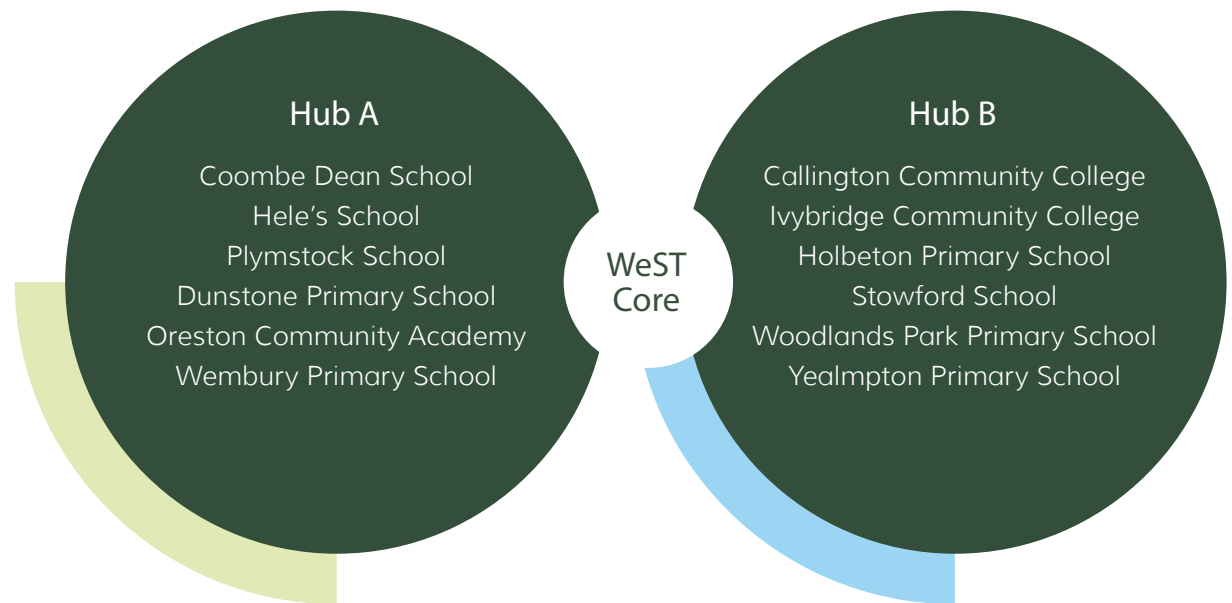 Hub A
Coombe Dean School
Hele’s School
Plymstock School
Dunstone Primary School
Oreston Community Academy
Wembury Primary School
WeST
Core
Hub B
Callington Community College
Ivybridge Community College
Holbeton Primary School
Stowford School
Woodlands Park Primary School
Yealmpton Primary School